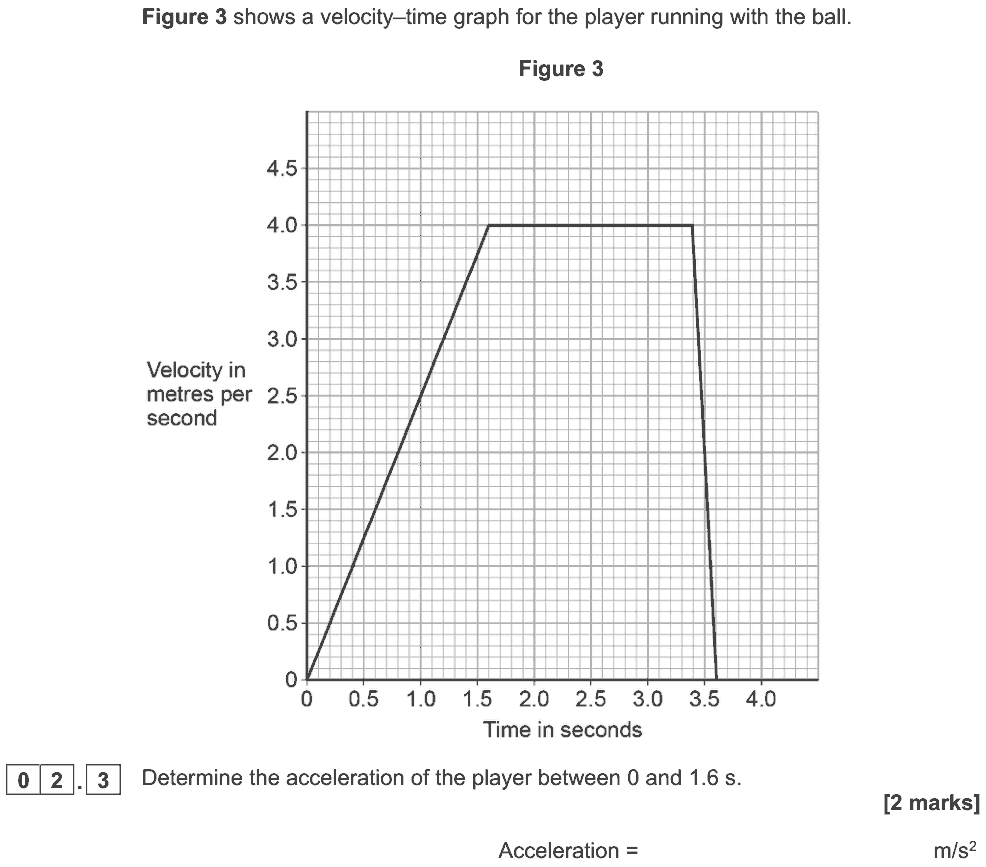 Figure 3 shows a velocity–time graph for the player running with the ball.
Figure 3
4.5
4.0
3.5
3.0
Velocity in
metres per
second
2.5
2.0
1.5
1.0
0.5
0
0 0.5 1.0 1.5 2.0 2.5 3.0 3.5 4.0
Time in seconds
0 2 . 3 Determine the acceleration of the player between 0 and 1.6 s.
[2 marks]
Acceleration = m/s²